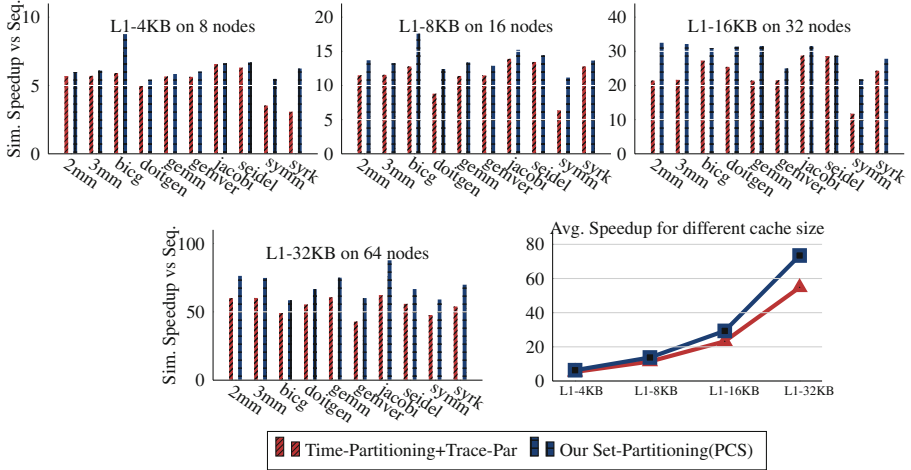 L1-4KB on 8 nodes
Sim. Speedup vs Seq.
10
5
0
2mm
3mm
bicg
doitgen
gemm
gemver
jacobi
seidel
symm
syrk
L1-8KB on 16 nodes
20
15
10
5
0
2mm
3mm
bicg
doitgen
gemm
gemver
jacobi
seidel
symm
syrk
L1-16KB on 32 nodes
40
30
20
10
0
2mm
3mm
bicg
doitgen
gemm
gemver
jacobi
seidel
symm
syrk
L1-32KB on 64 nodes
Sim. Speedup vs Seq.
100
50
0
2mm
3mm
bicg
doitgen
gemm
gemver
jacobi
seidel
symm
syrk
Avg. Speedup for different cache size
80
60
40
20
0
L1-4KB
L1-8KB
L1-16KB
L1-32KB
Time-Partitioning+Trace-Par
Our Set-Partitioning(PCS)